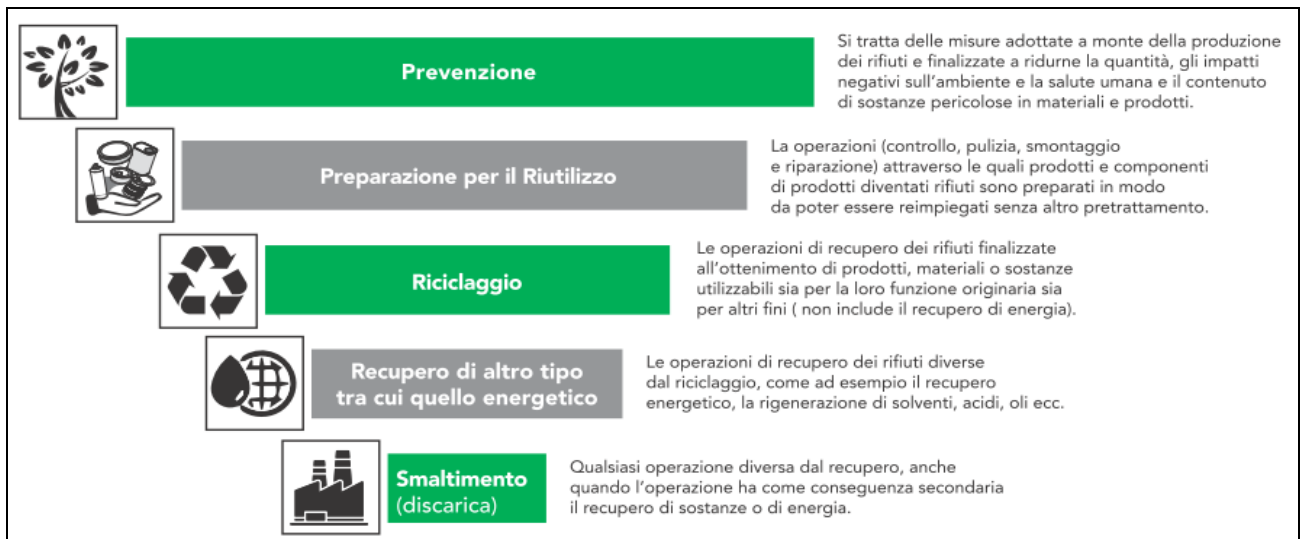 Prevenzione
Si tratta delle misure adottate a monte della produzione
dei rifiuti e finalizzate a ridurne la quantità, gli impatti
negativi sull'ambiente e la salute umana e il contenuto
di sostanze pericolose in materiali e prodotti.
Preparazione per il Riutilizzo
La operazioni (controllo, pulizia, smontaggio
e riparazione) attraverso le quali prodotti e componenti
di prodotti diventati rifiuti sono preparati in modo
da poter essere reimpiegati senza altro pretrattamento.
Riciclaggio
Le operazioni di recupero dei rifiuti finalizzate
all'ottenimento di prodotti, materiali o sostanze
utilizzabili sia per la loro funzione originaria sia
per altri fini ( non include il recupero di energia).
Recupero di altro tipo
tra cui quello energetico
Le operazioni di recupero dei rifiuti diverse
dal riciclaggio, come ad esempio il recupero
energetico, la rigenerazione di solventi, acidi, oli ecc.
Smaltimento
(discarica)
Qualsiasi operazione diversa dal recupero, anche
quando l'operazione ha come conseguenza secondaria
il recupero di sostanze o di energia.